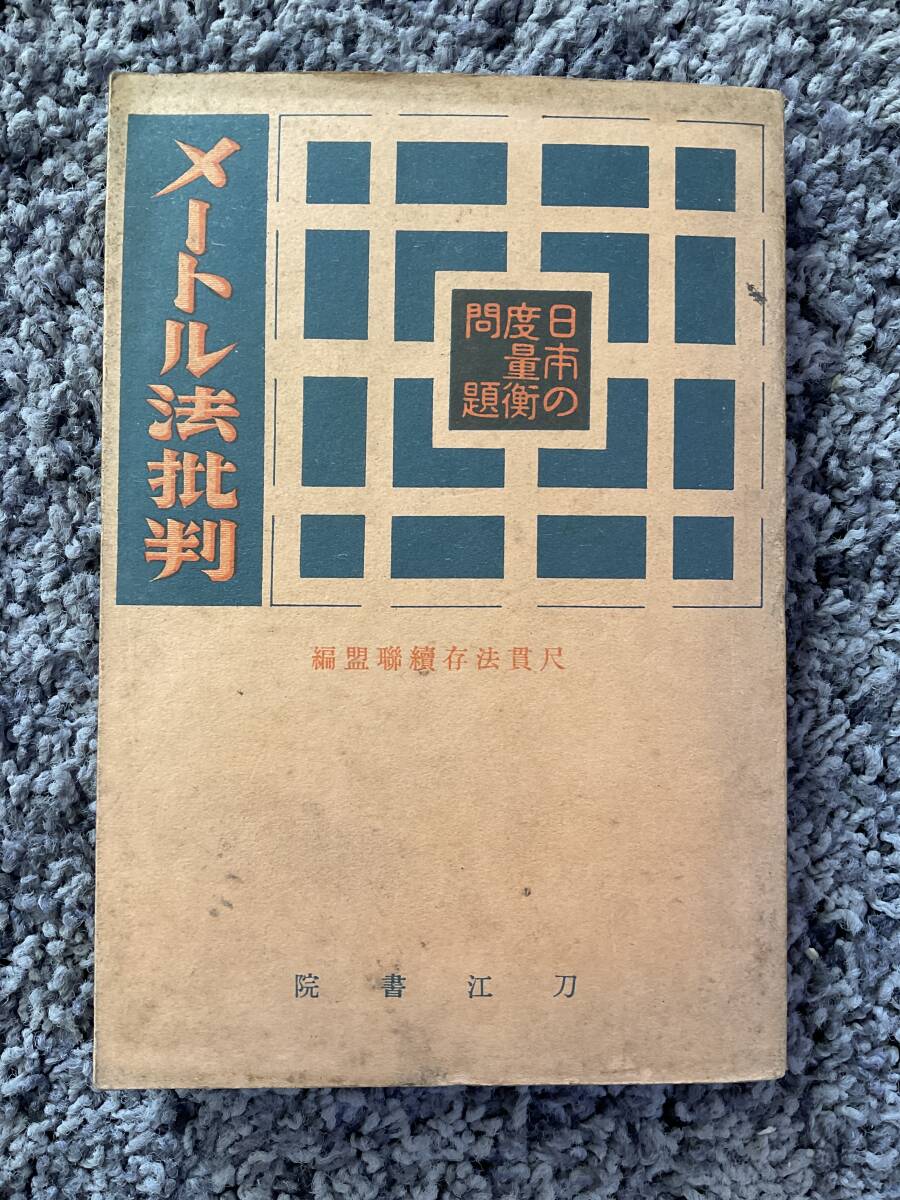 メートル法批判
日本の
度量衡
問題
尺貫法存續聯盟編
刀江書院